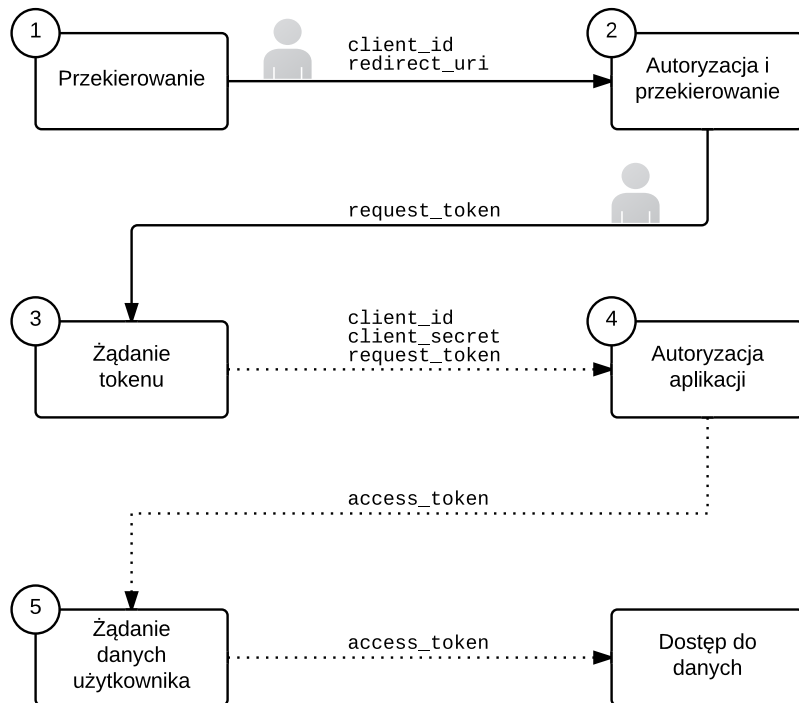 1
Przekierowanie
client_id
redirect_uri
2
Autoryzacja i
przekierowanie
request_token
3
Żądanie
tokenu
client_id
client_secret
request_token
4
Autoryzacja
aplikacji
access_token
5
Żądanie
danych
użytkownika
access_token
Dostęp do
danych